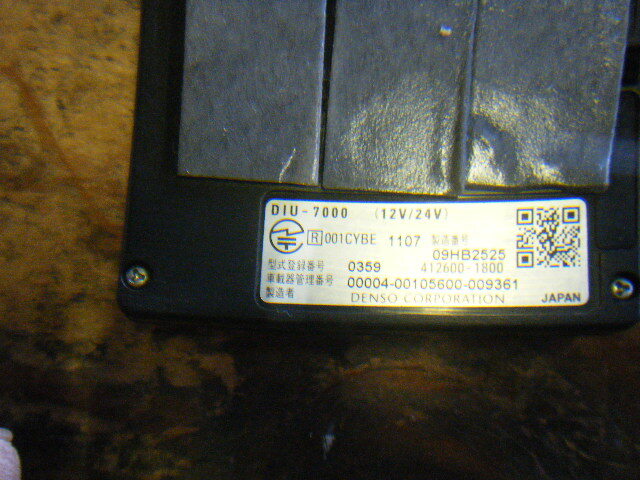 DIU-7000 (12V/24V)
R 001CYBE 1107 製造番号
09HB2525
型式登録番号 0359 412600-1800
車載器管理番号 00004-00105600-009361
製造者 DENSO CORPORATION JAPAN